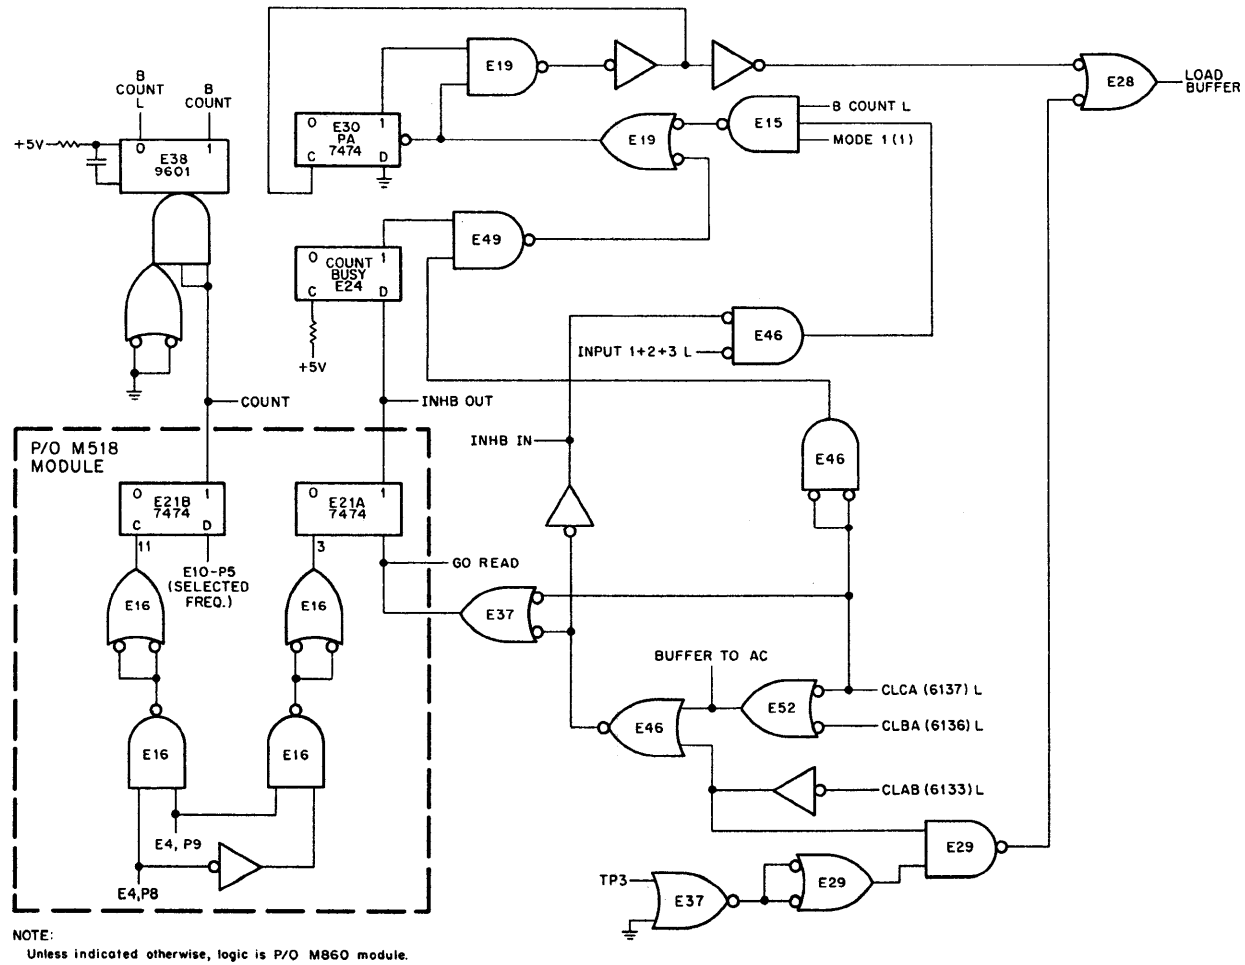 B
COUNT
L
B
COUNT
+5V
0 1
E38
9601
E19
E28
LOAD
BUFFER
0 1
E30
PA
7474
C D
E19
E15
B COUNT L
MODE 1 (1)
E49
0 1
COUNT
BUSY
E24
C D
+5V
E46
INPUT 1+2+3 L
COUNT
INHB OUT
INHB IN
E46
P/O M518
MODULE
0 1
E21B
7474
C D
0 1
E21A
7474
11
3
E10-P5
(SELECTED
FREQ.)
GO READ
E16
E16
E37
BUFFER TO AC
CLCA (6137) L
E52
CLBA (6136) L
E46
E16
E16
CLAB (6133) L
E4, P9
E29
E4,P8
TP3
E37
E29
NOTE:
Unless indicated otherwise, logic is P/O M860 module.